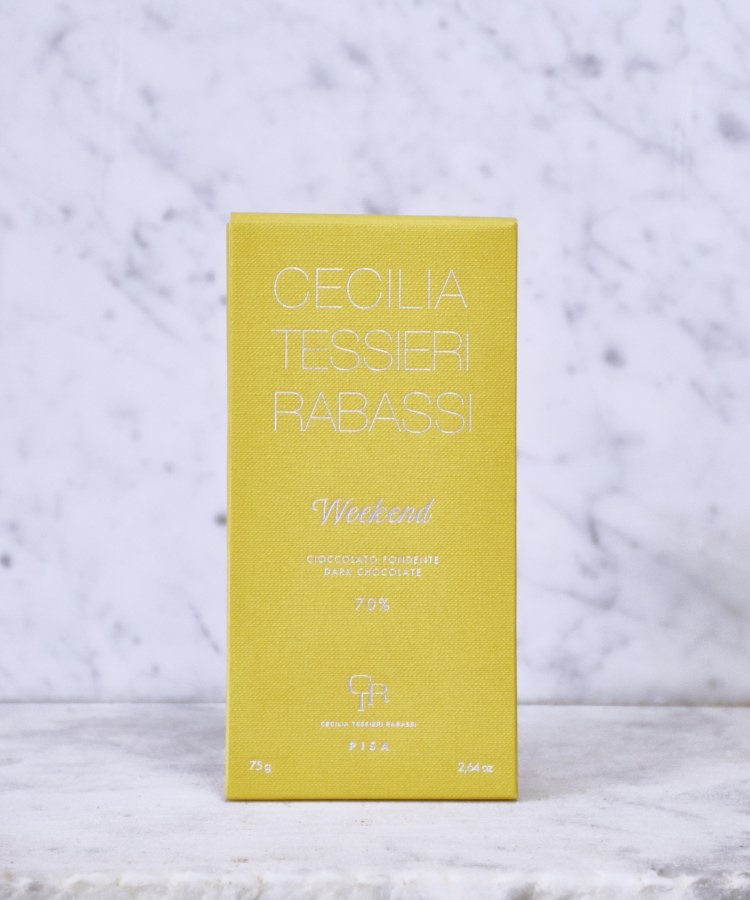 CECILIA
TESSIERI
RABASSI
Weekend
CIOCCOLATO FONDENTE
DARK CHOCOLATE
70%
CTR
CECILIA TESSIERI RABASSI
PISA
75g 2,64 oz